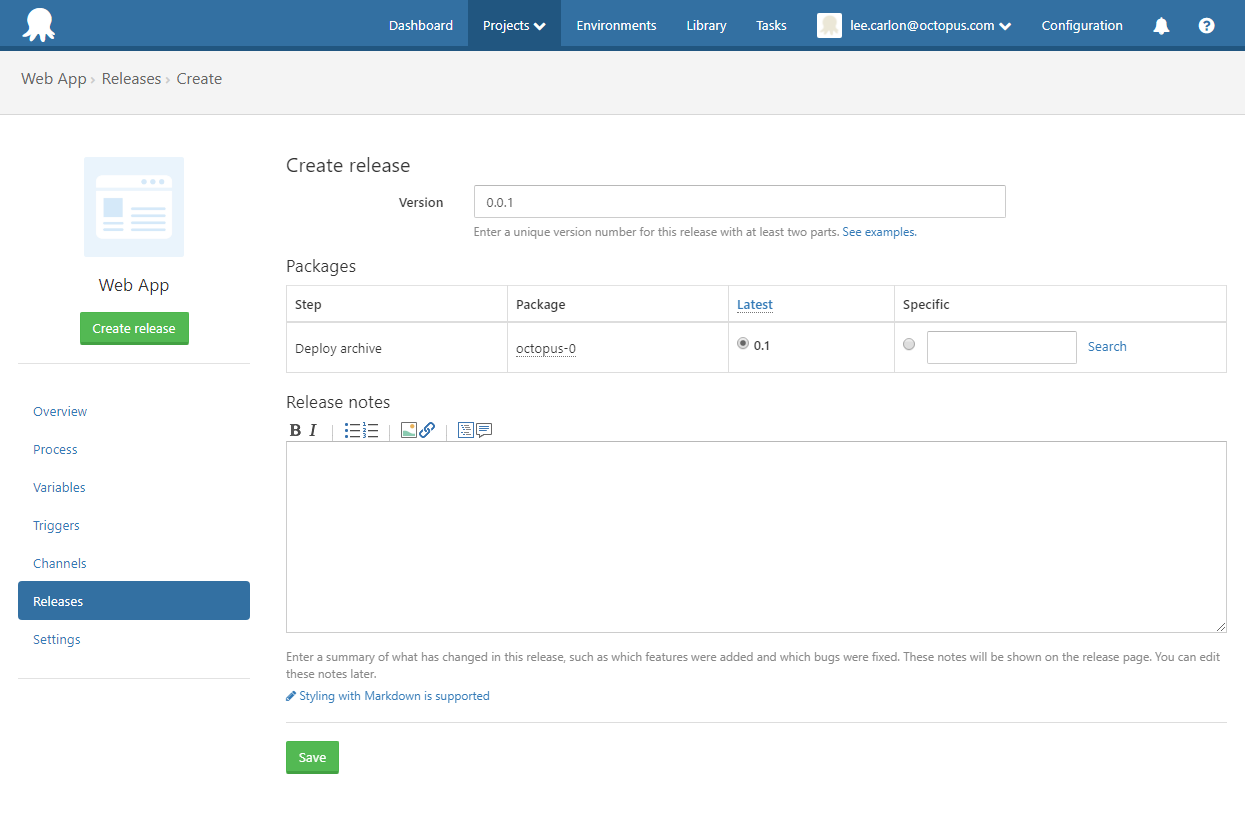 Dashboard Projects Environments Library Tasks lee.carlon@octopus.com Configuration
Web App › Releases › Create
Web App
Create release
Overview
Process
Variables
Triggers
Channels
Releases
Settings
Create release
Version 0.0.1
Enter a unique version number for this release with at least two parts. See examples.
Packages
Step Package Latest Specific
Deploy archive octopus-0 0.1 Search
Release notes
B I
Enter a summary of what has changed in this release, such as which features were added and which bugs were fixed. These notes will be shown on the release page. You can edit
these notes later.
Styling with Markdown is supported
Save